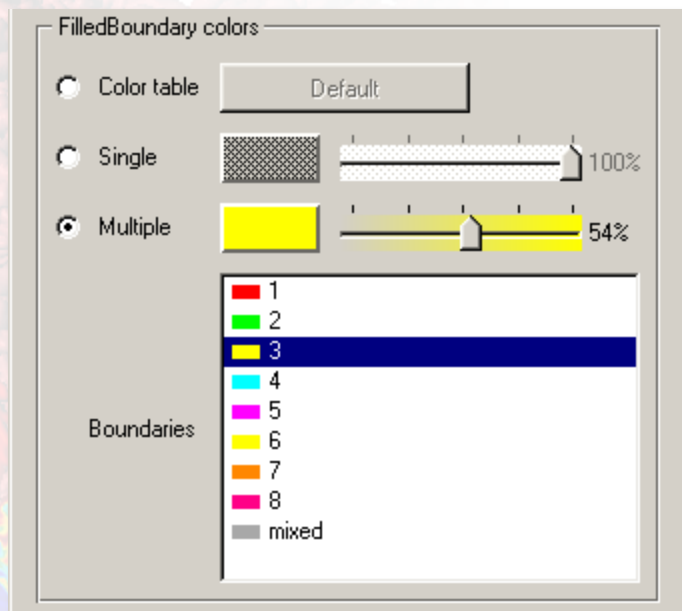 FilledBoundary colors
Color table Default
Single 100%
Multiple 54%
1
2
3
4
5
Boundaries
6
7
8
mixed